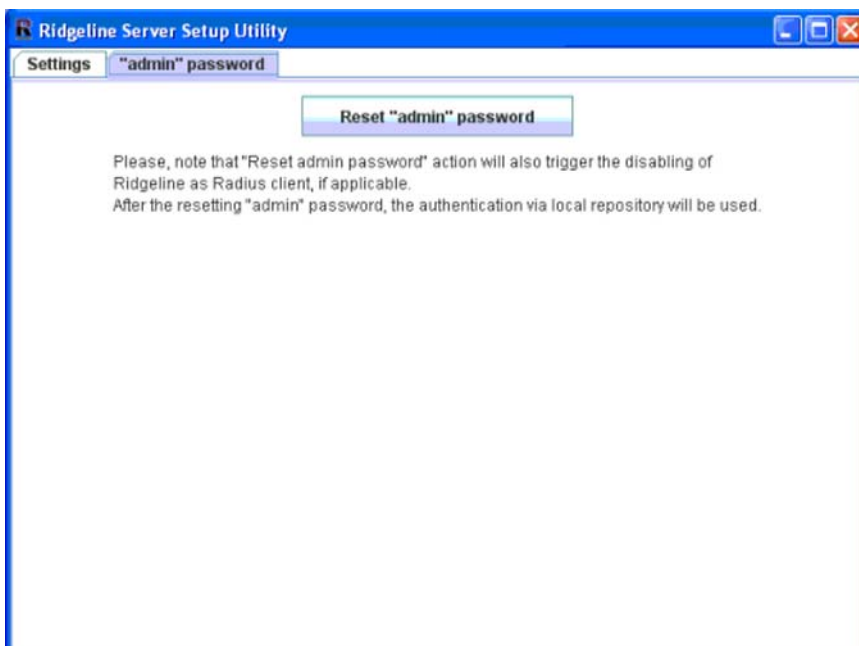 Ridgeline Server Setup Utility
Settings "admin" password
Reset "admin" password
Please, note that "Reset admin password" action will also trigger the disabling of
Ridgeline as Radius client, if applicable.
After the resetting "admin" password, the authentication via local repository will be used.